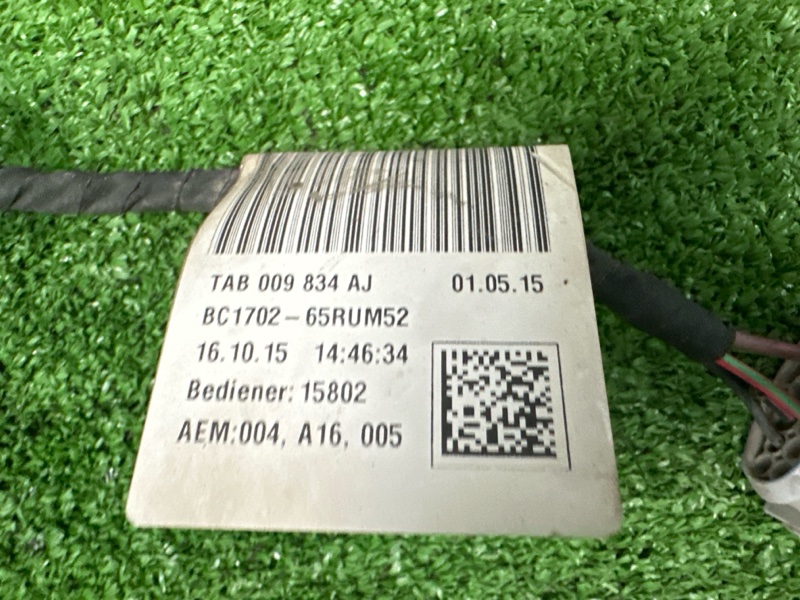 TAB 009 834 AJ 01.05.15
BC1702-65RUM52
16.10.15 14:46:34
Bediener: 15802
AEM:004, A16, 005